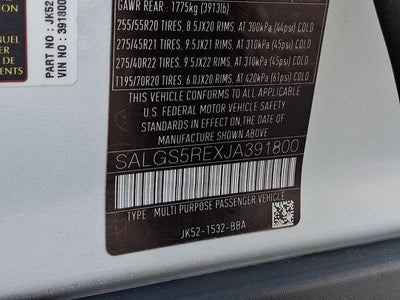 GAWR REAR : 1775kg (3913lb)
255/55R20 TIRES, 8.5JX20 RIMS, AT 300kPa (44psi) COLD
275/45R21 TIRES, 9.5JX21 RIMS, AT 310kPa (45psi) COLD
275/40R22 TIRES, 9.5JX22 RIMS, AT 310kPa (45psi) COLD
T195/70R20 TIRES, 6.0JX20 RIMS, AT 420kPa (61psi) COLD
THIS VEHICLE CONFORMS TO ALL APPLICABLE
U.S. FEDERAL MOTOR VEHICLE SAFETY
STANDARDS IN EFFECT ON THE DATE OF
MANUFACTURE SHOWN ABOVE
SALGS5REXJA391800
TYPE: MULTI PURPOSE PASSENGER VEHICLE
JK52-1532-BBA
PART NO : JK52
VIN NO : 391800